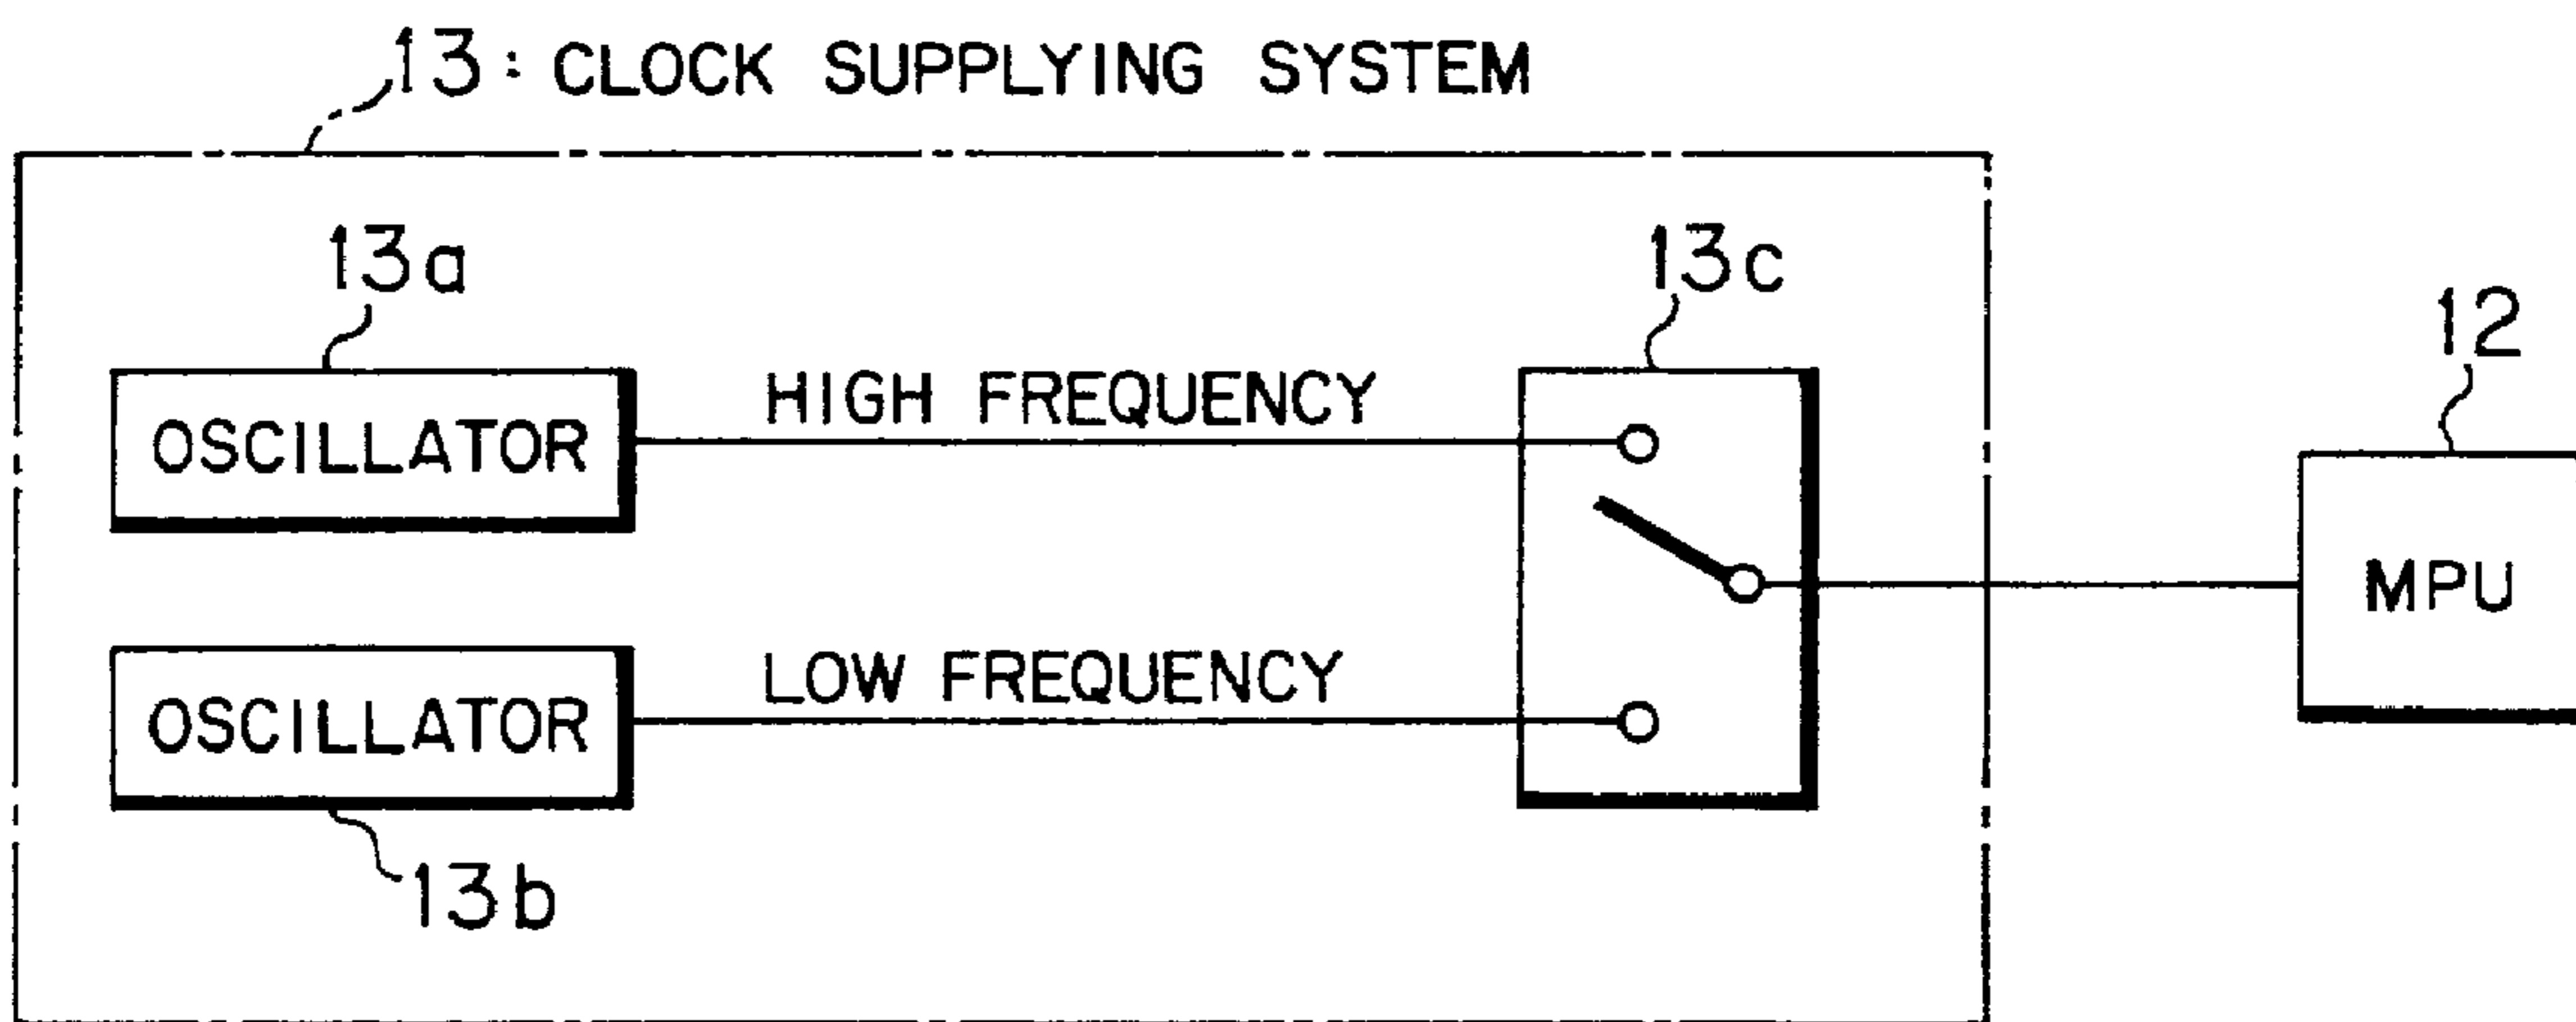 13: CLOCK SUPPLYING SYSTEM
13a
13c
12
OSCILLATOR
HIGH FREQUENCY
MPU
OSCILLATOR
LOW FREQUENCY
13b